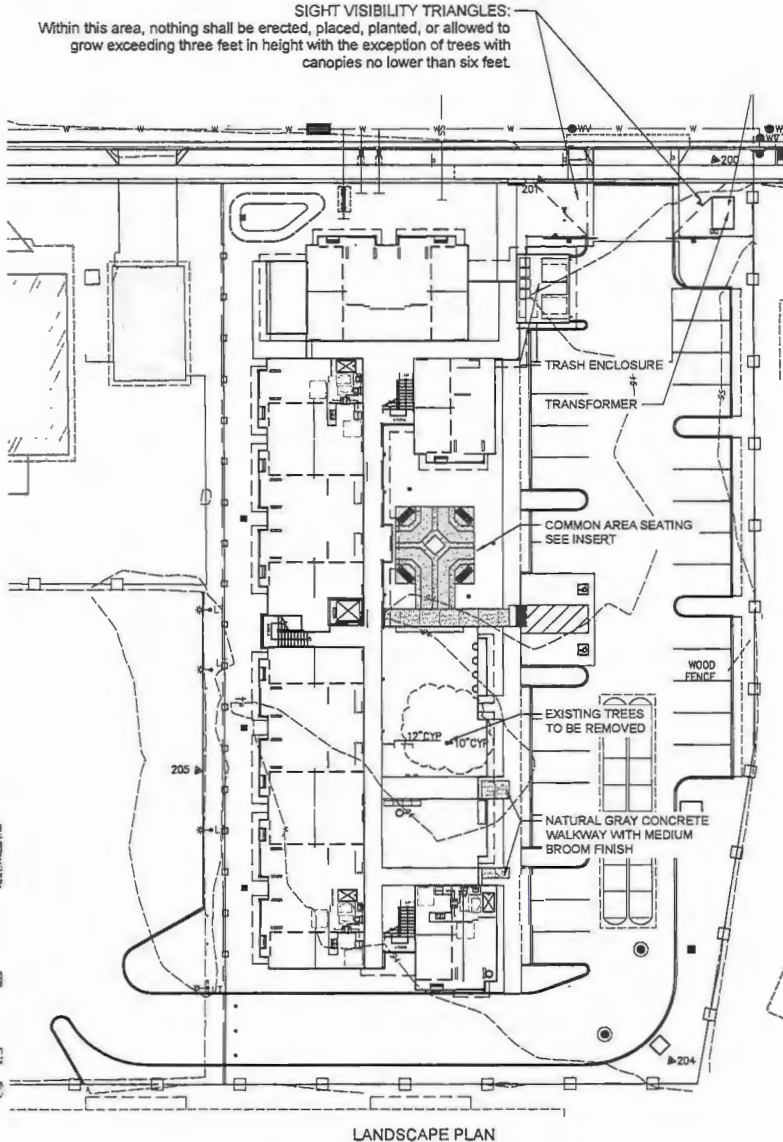 SIGHT VISIBILITY TRIANGLES:
Within this area, nothing shall be erected, placed, planted, or allowed to
grow exceeding three feet in height with the exception of trees with
canopies no lower than six feet.
W W W W W WS W WV W W W
200
201
TRASH ENCLOSURE
TRANSFORMER
COMMON AREA SEATING
SEE INSERT
WOOD
FENCE
EXISTING TREES
TO BE REMOVED
12"CYP
10"CYP
205
NATURAL GRAY CONCRETE
WALKWAY WITH MEDIUM
BROOM FINISH
204
LANDSCAPE PLAN